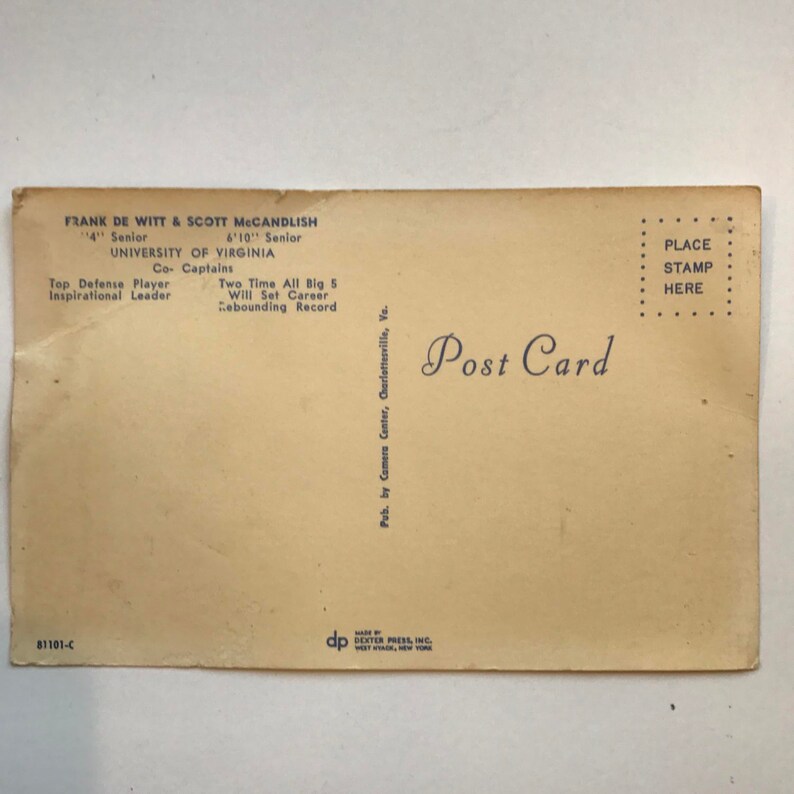 FRANK DE WITT & SCOTT McCANDLISH
'4" Senior 6'10" Senior
UNIVERSITY OF VIRGINIA
Co- Captains
Top Defense Player Two Time All Big 5
Inspirational Leader Will Set Career
Rebounding Record
Pub. by Camera Center, Charlottesville, Va.
PLACE
STAMP
HERE
Post Card
81101-C
dp
MADE BY
DEXTER PRESS, INC.
WEST NYACK, NEW YORK